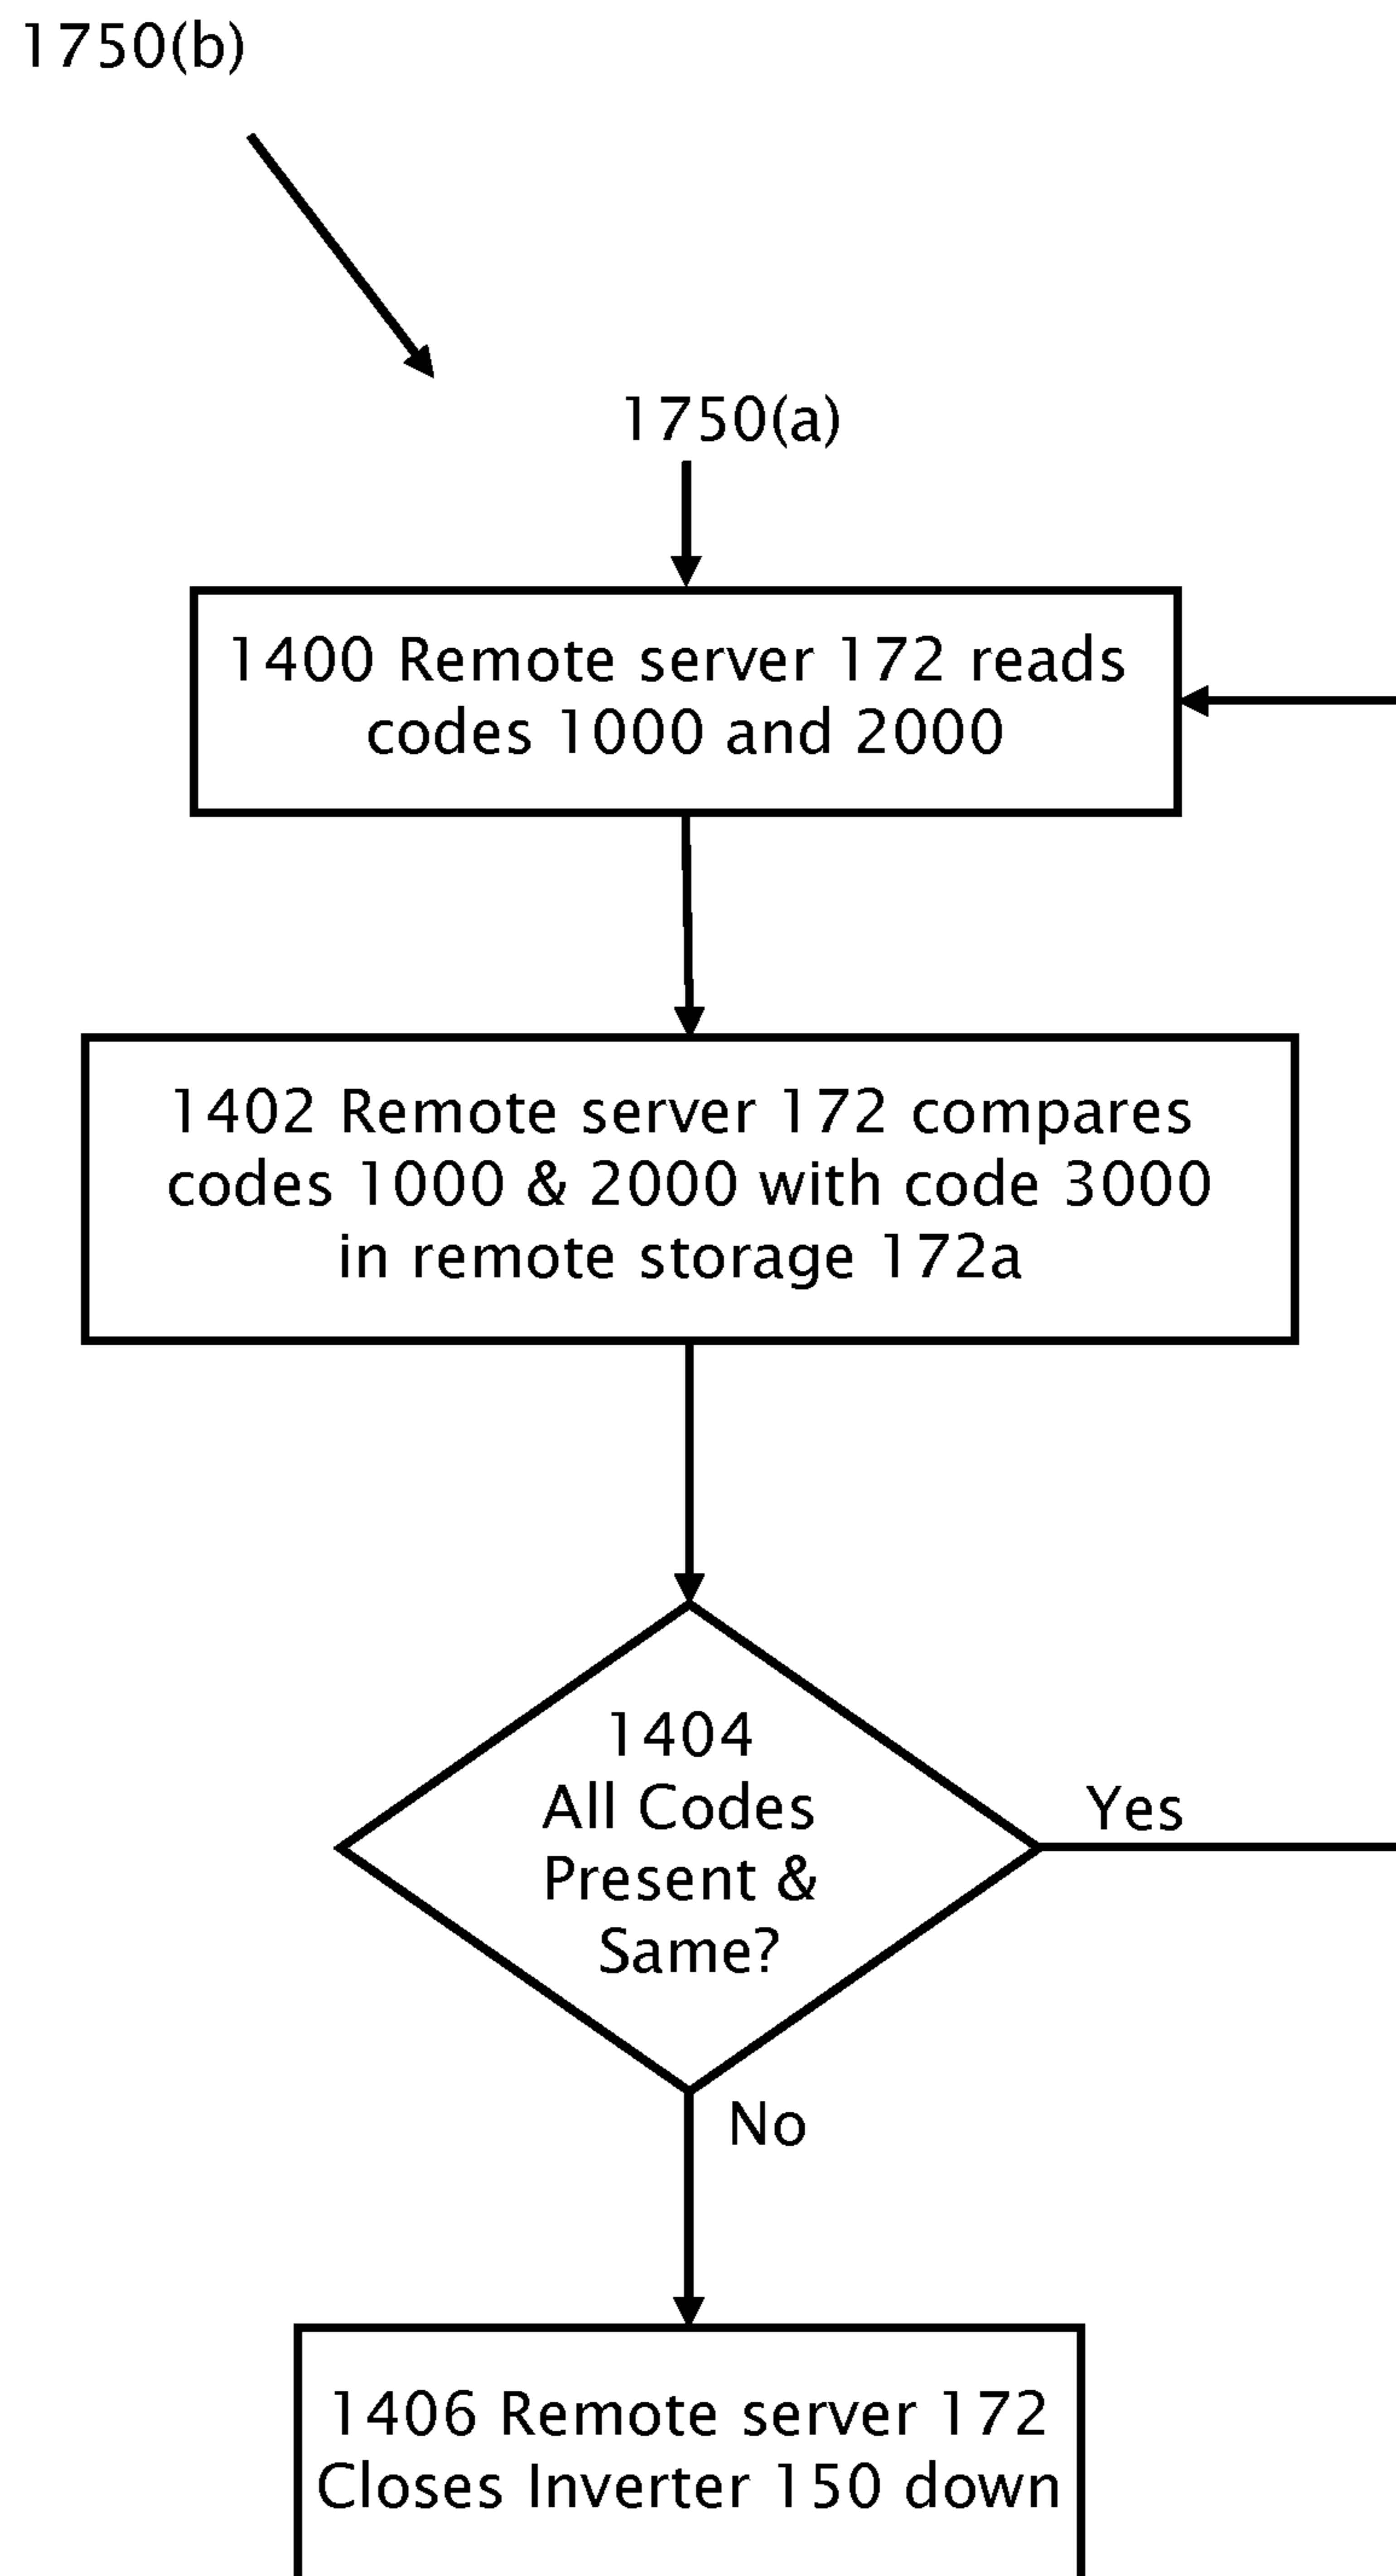 1750(b)
1750(a)
1400 Remote server 172 reads
codes 1000 and 2000
1402 Remote server 172 compares
codes 1000 & 2000 with code 3000
in remote storage 172a
1404
All Codes
Present &
Same?
Yes
No
1406 Remote server 172
Closes Inverter 150 down